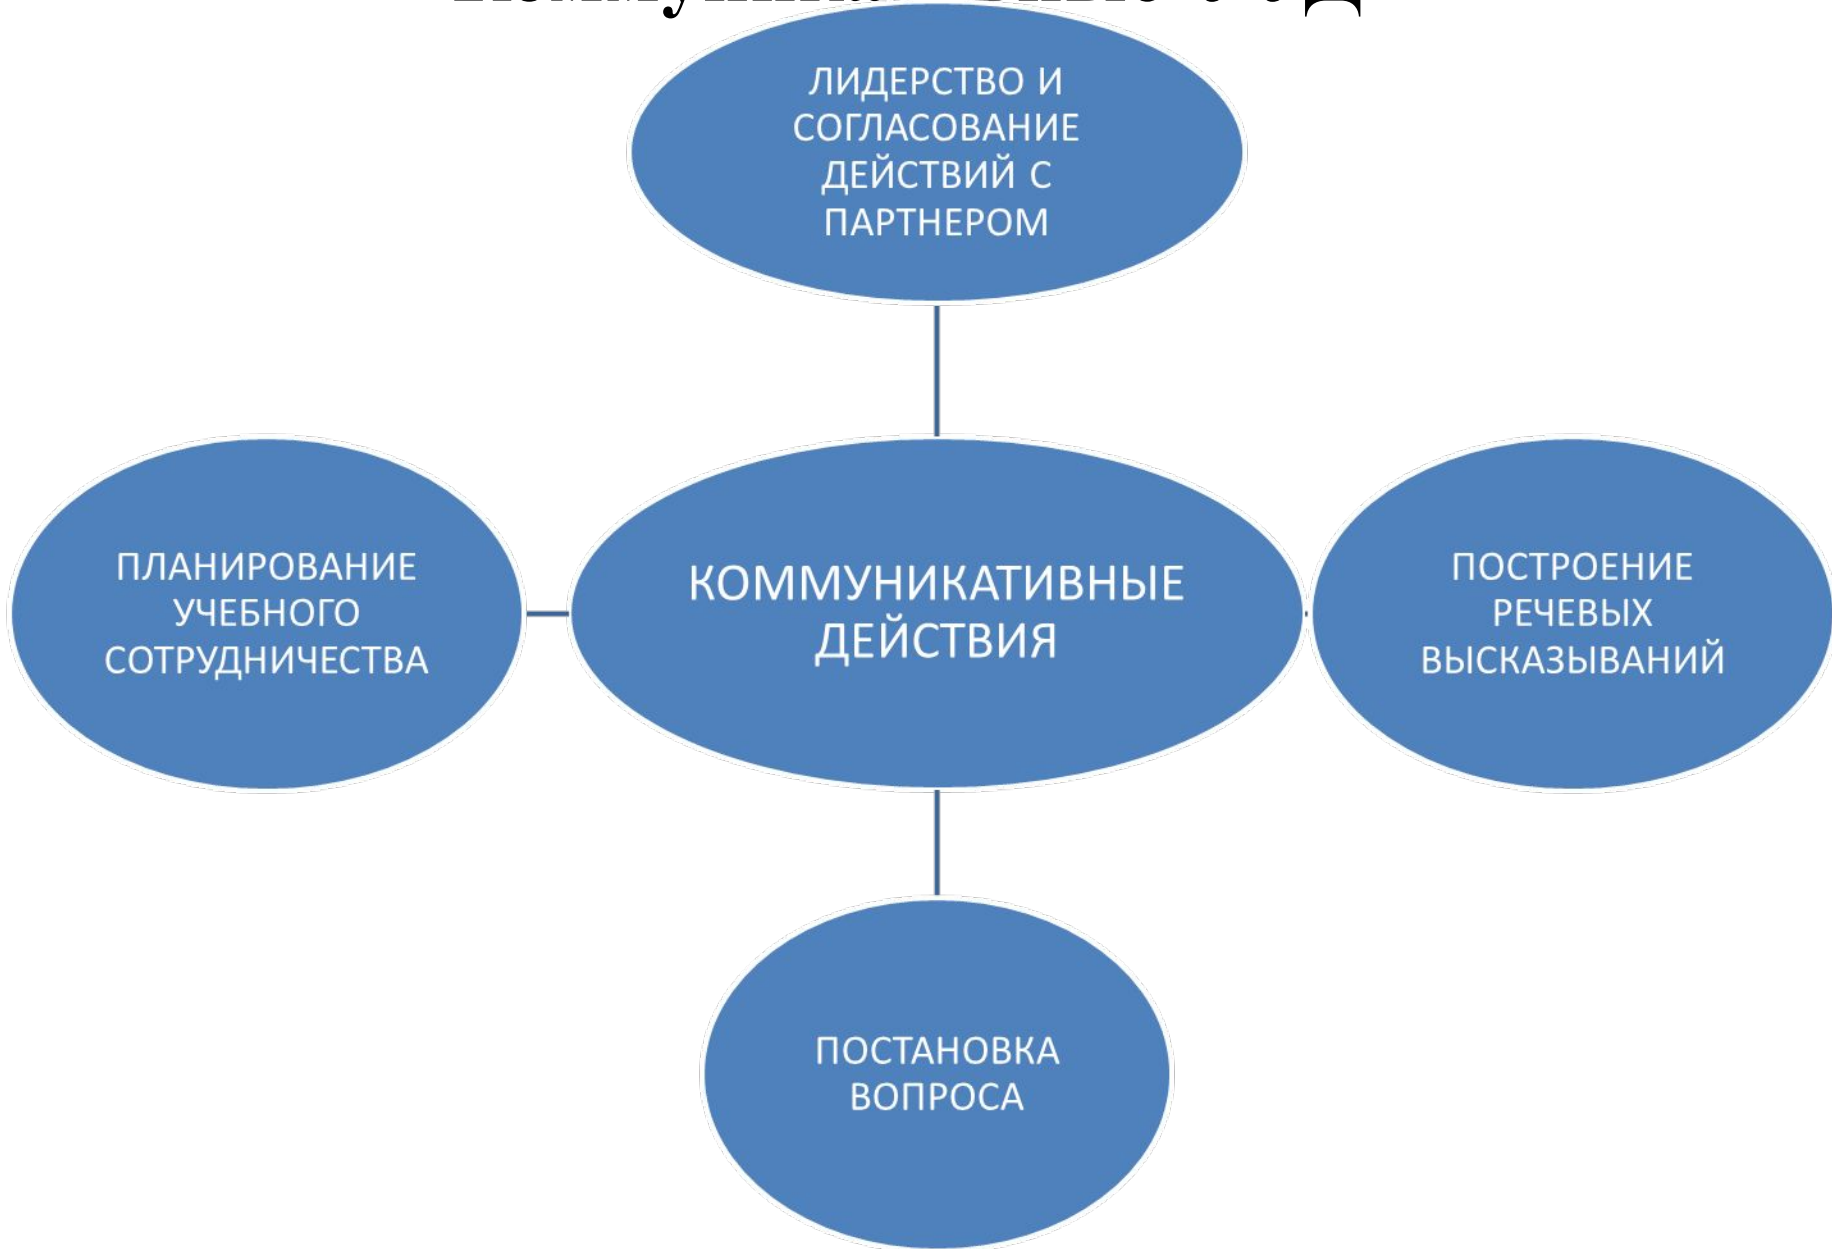 ЛИДЕРСТВО И
СОГЛАСОВАНИЕ
ДЕЙСТВИЙ С
ПАРТНЕРОМ
ПЛАНИРОВАНИЕ
УЧЕБНОГО
СОТРУДНИЧЕСТВА
КОММУНИКАТИВНЫЕ
ДЕЙСТВИЯ
ПОСТРОЕНИЕ
РЕЧЕВЫХ
ВЫСКАЗЫВАНИЙ
ПОСТАНОВКА
ВОПРОСА